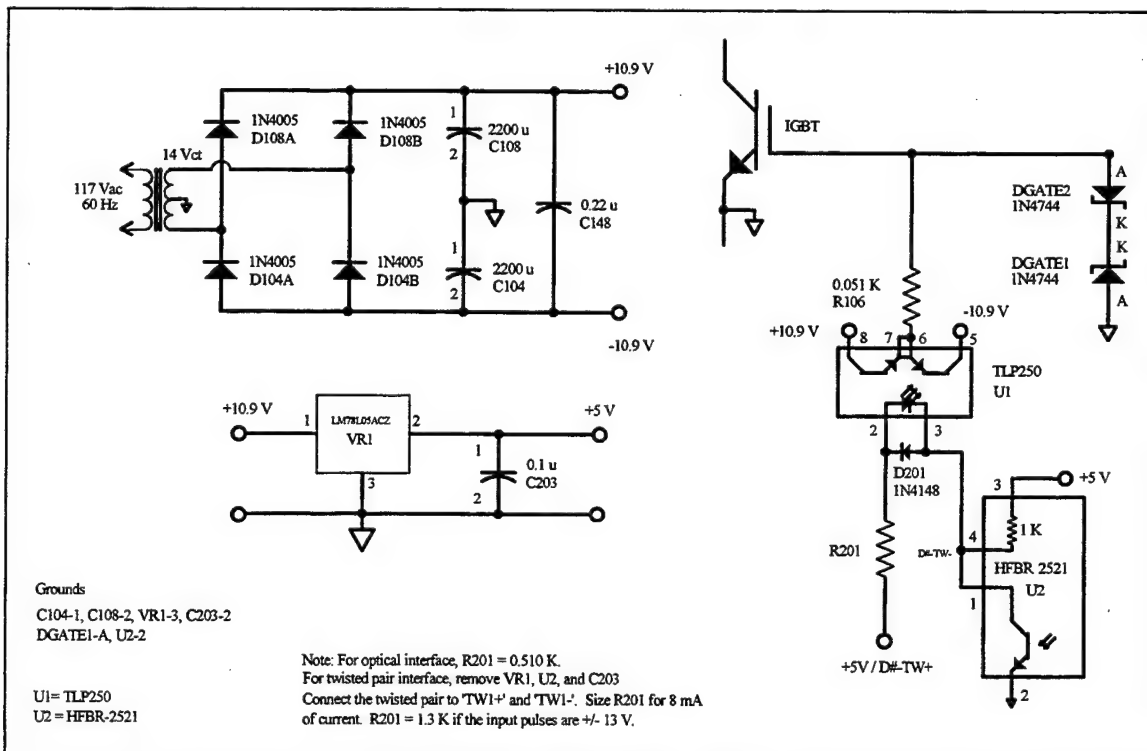 +10.9 V
1N4005
D108A
1N4005
D108B
1
2200 u
C108
2
14 Vct
117 Vac
60 Hz
0.22 u
C148
1N4005
D104A
1N4005
D104B
1
2200 u
C104
2
-10.9 V
IGBT
A
DGATE2
1N4744
K
K
DGATE1
1N4744
A
0.051 K
R106
+10.9 V
-10.9 V
8
7
6
5
TLP250
U1
2
3
D201
1N4148
+5 V
3
1 K
4
D#-TW-
HFBR 2521
U2
1
2
R201
+5V / D#-TW+
+10.9 V
1
LM78L05ACZ
VR1
2
+5 V
1
0.1 u
C203
2
3
Grounds
C104-1, C108-2, VR1-3, C203-2
DGATE1-A, U2-2
U1= TLP250
U2 = HFBR-2521
Note: For optical interface, R201 = 0.510 K.
For twisted pair interface, remove VR1, U2, and C203
Connect the twisted pair to 'TW1+' and 'TW1-'. Size R201 for 8 mA
of current. R201 = 1.3 K if the input pulses are +/- 13 V.